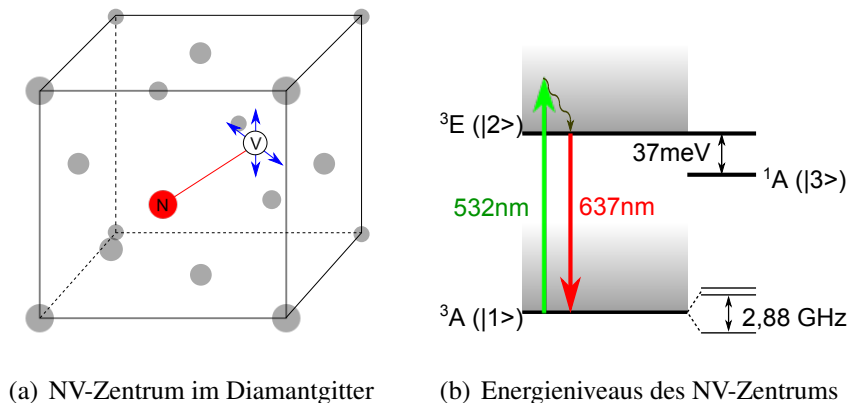 V
N
³E (|2>)
37meV
¹A (|3>)
532nm
637nm
³A (|1>)
2,88 GHz
(a) NV-Zentrum im Diamantgitter
(b) Energieniveaus des NV-Zentrums